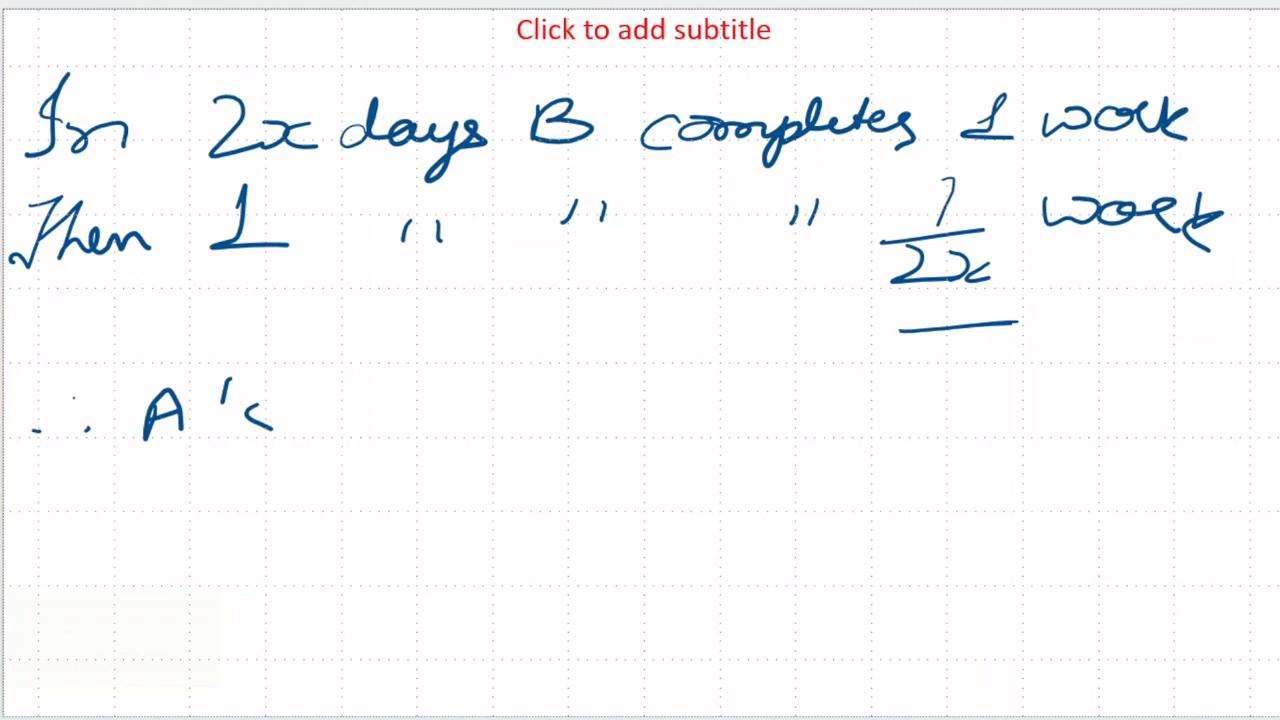 Click to add subtitle
In 2x days B completes 1 work
Then 1 " " " 1/2x work
∴ A's